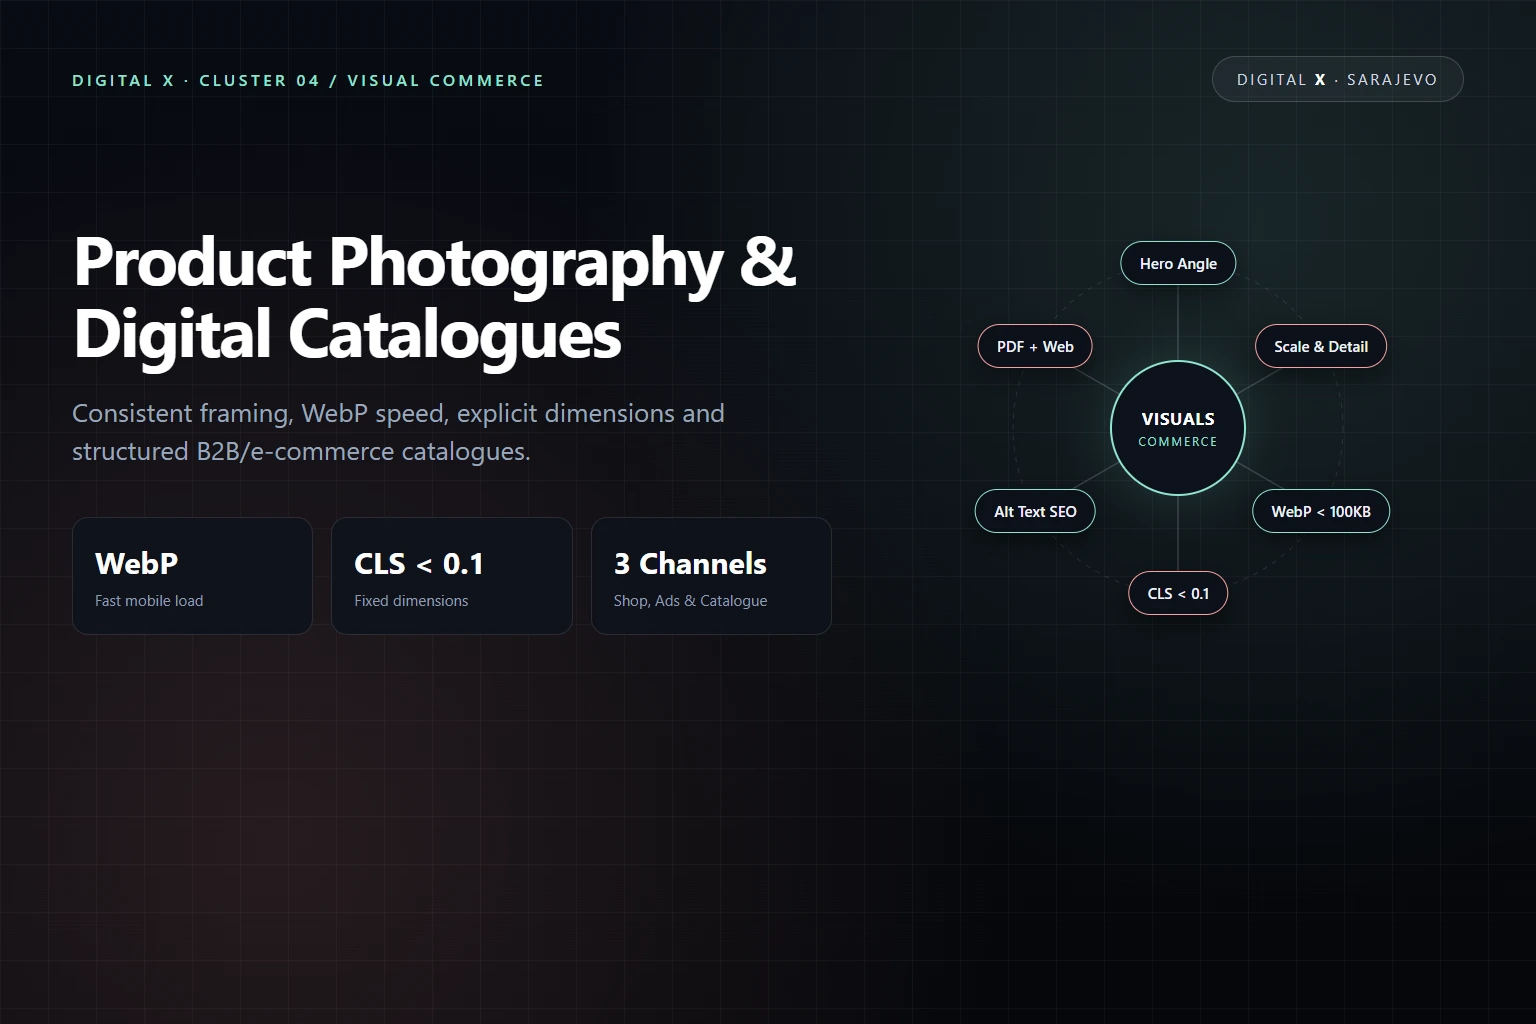 DIGITAL X · CLUSTER 04 / VISUAL COMMERCE
DIGITAL X · SARAJEVO
Product Photography &
Digital Catalogues
Consistent framing, WebP speed, explicit dimensions and
structured B2B/e-commerce catalogues.
WebP
Fast mobile load
CLS < 0.1
Fixed dimensions
3 Channels
Shop, Ads & Catalogue
Hero Angle
PDF + Web
Scale & Detail
VISUALS
COMMERCE
Alt Text SEO
WebP < 100KB
CLS < 0.1